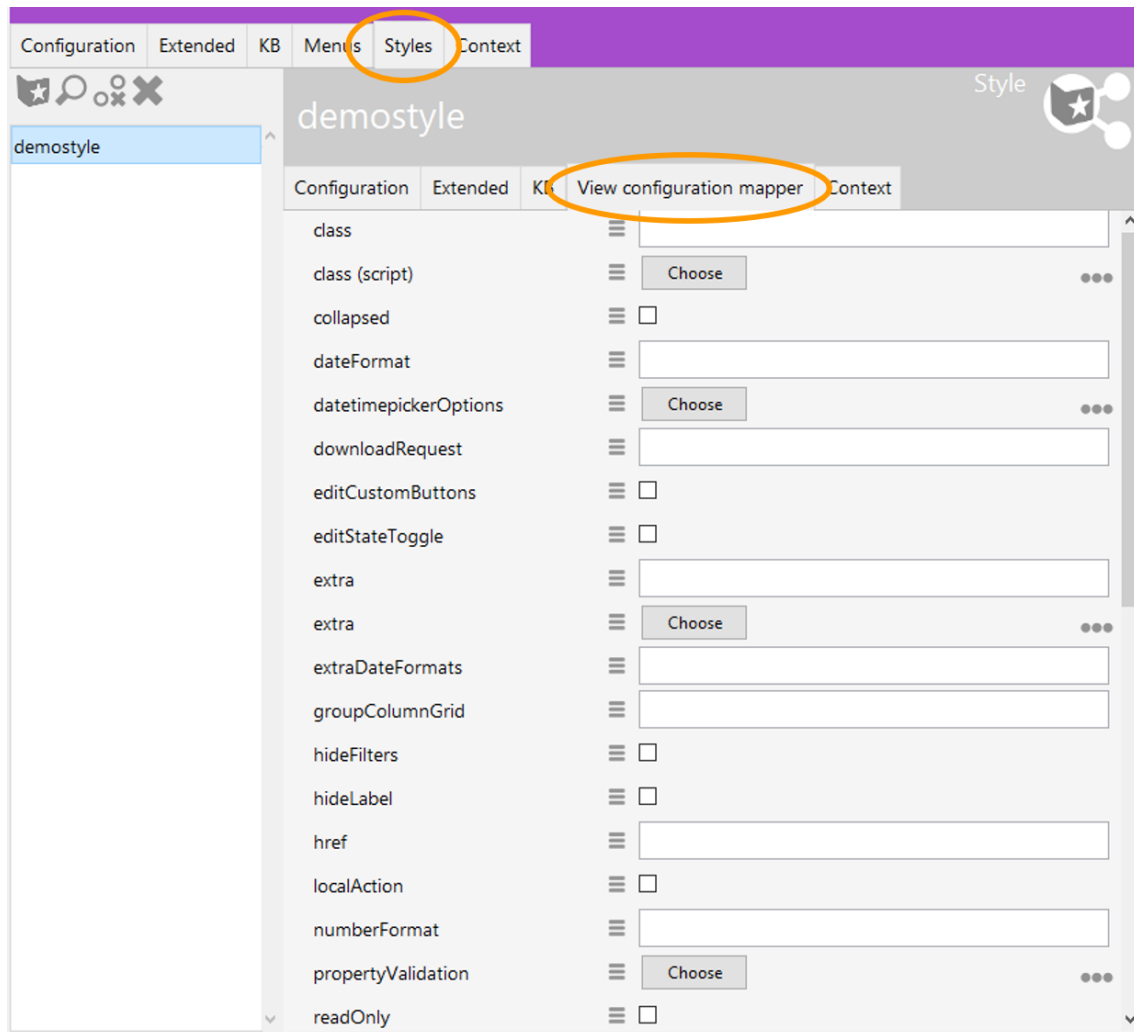 Configuration Extended KB Menus Styles Context
Style
demostyle
demostyle
Configuration Extended KB View configuration mapper Context
class
class (script) Choose
collapsed
dateFormat
datetimepickerOptions Choose
downloadRequest
editCustomButtons
editStateToggle
extra
extra Choose
extraDateFormats
groupColumnGrid
hideFilters
hideLabel
href
localAction
numberFormat
propertyValidation Choose
readOnly